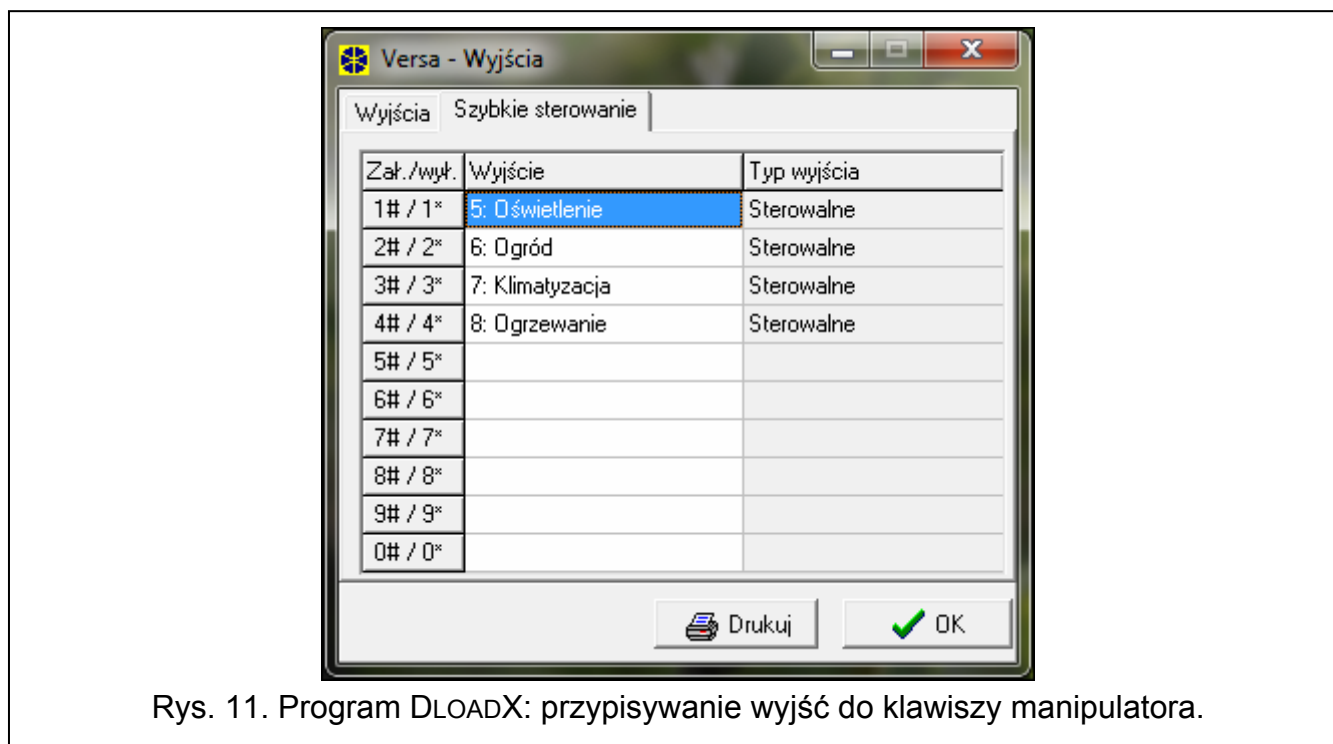 Versa - Wyjścia
Wyjścia Szybkie sterowanie
Zał./wył. Wyjście Typ wyjścia
1# / 1* 5: Oświetlenie Sterowalne
2# / 2* 6: Ogród Sterowalne
3# / 3* 7: Klimatyzacja Sterowalne
4# / 4* 8: Ogrzewanie Sterowalne
5# / 5*
6# / 6*
7# / 7*
8# / 8*
9# / 9*
0# / 0*
Drukuj OK
Rys. 11. Program DLOADX: przypisywanie wyjść do klawiszy manipulatora.